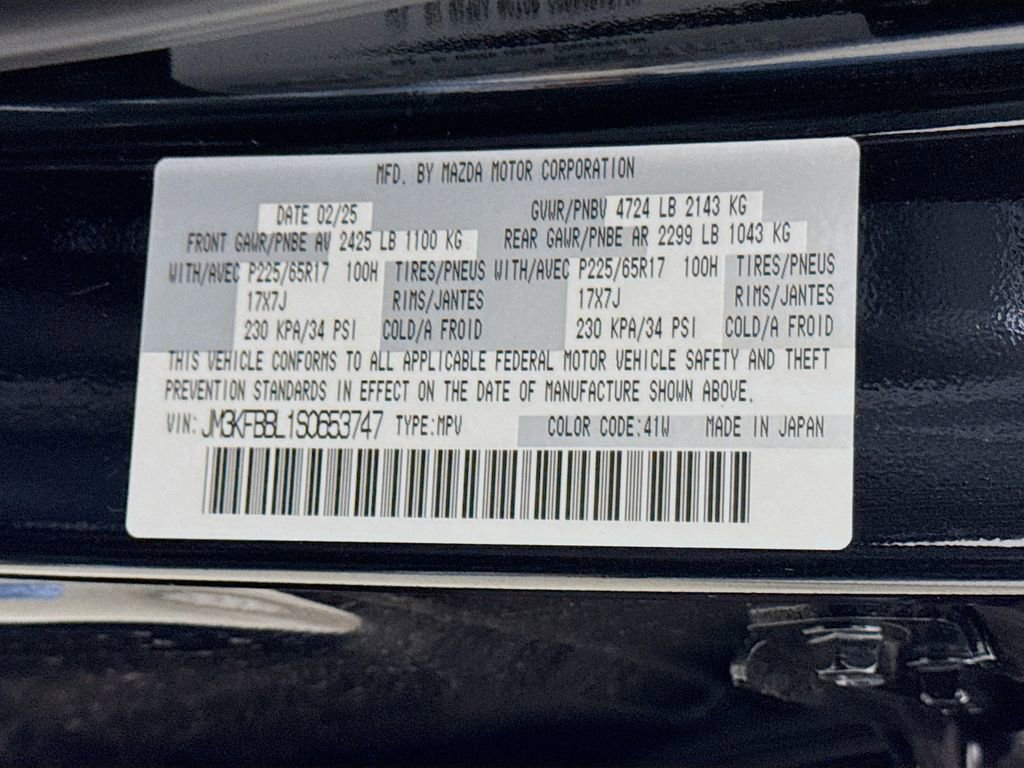 MFD. BY MAZDA MOTOR CORPORATION
DATE 02/25 GVWR/PNBV 4724 LB 2143 KG
FRONT GAWR/PNBE AV 2425 LB 1100 KG REAR GAWR/PNBE AR 2299 LB 1043 KG
WITH/AVEC P225/65R17 100H TIRES/PNEUS WITH/AVEC P225/65R17 100H TIRES/PNEUS
17X7J RIMS/JANTES 17X7J RIMS/JANTES
230 KPA/34 PSI COLD/A FROID 230 KPA/34 PSI COLD/A FROID
THIS VEHICLE CONFORMS TO ALL APPLICABLE FEDERAL MOTOR VEHICLE SAFETY AND THEFT
PREVENTION STANDARDS IN EFFECT ON THE DATE OF MANUFACTURE SHOWN ABOVE.
VIN: JM3KFBBL1S0653747 TYPE:MPV COLOR CODE:41W MADE IN JAPAN